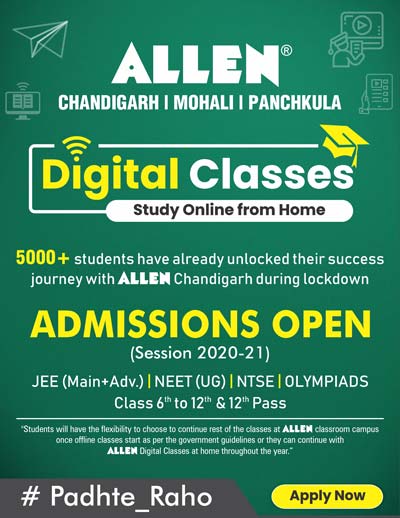 ALLEN®
CHANDIGARH | MOHALI | PANCHKULA
Digital Classes
Study Online from Home
5000+ students have already unlocked their success
journey with ALLEN Chandigarh during lockdown
ADMISSIONS OPEN
(Session 2020-21)
JEE (Main+Adv.) | NEET (UG) | NTSE | OLYMPIADS
Class 6th to 12th & 12th Pass
"Students will have the flexibility to choose to continue rest of the classes at ALLEN classroom campus
once offline classes start as per the government guidelines or they can continue with
ALLEN Digital Classes at home throughout the year."
# Padhte_Raho
Apply Now